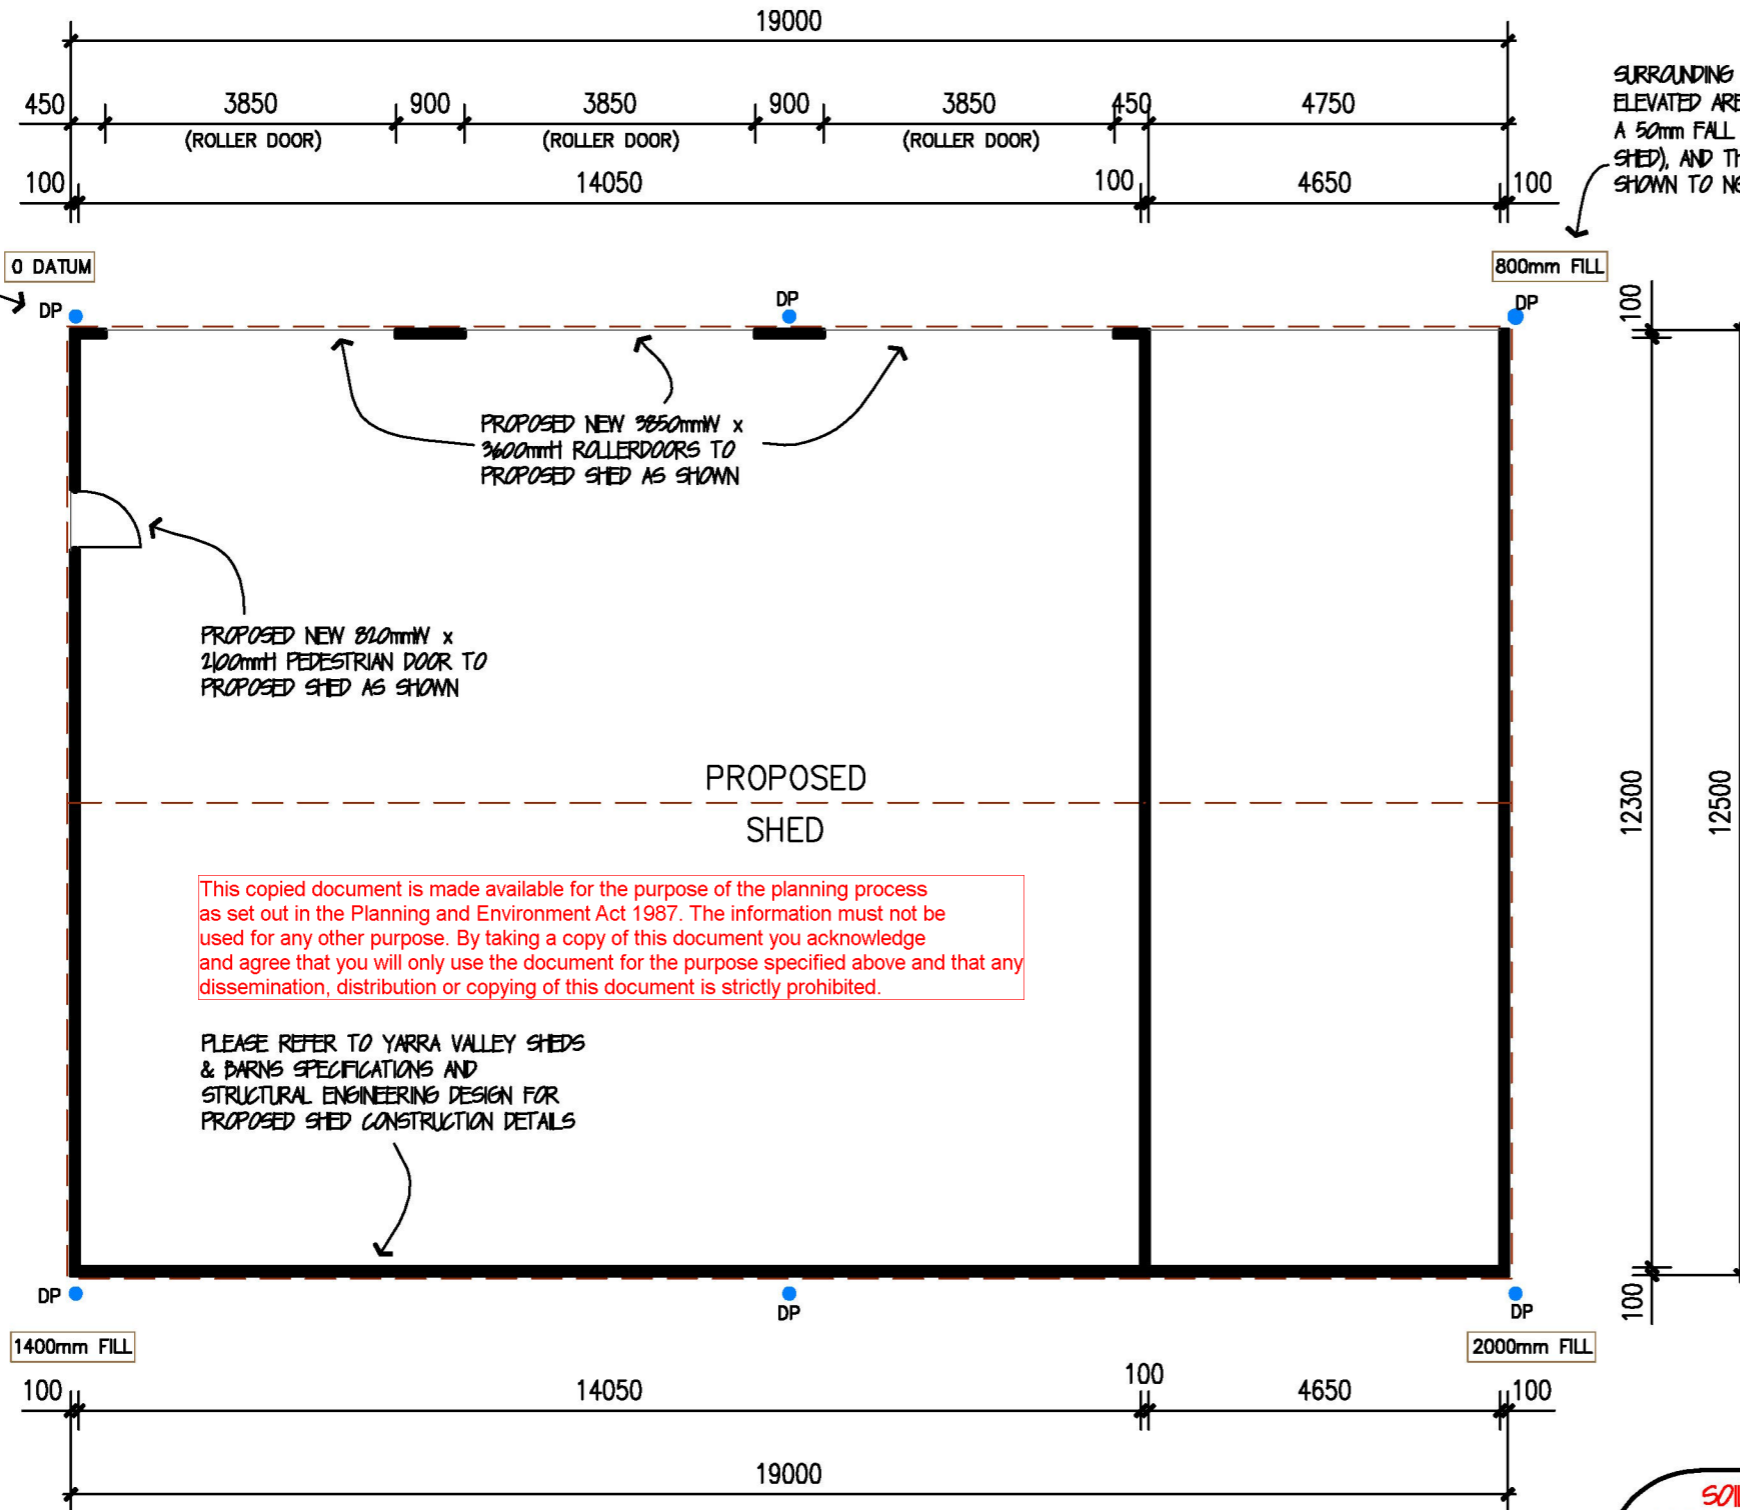 19000
450 3850 900 3850 900 3850 450 4750
(ROLLER DOOR) (ROLLER DOOR) (ROLLER DOOR)
100 14050 100 4650 100
SURROUNDING
ELEVATED
A 50mm FALL
SHED), AND
SHOWN TO
0 DATUM
800mm FILL
DP DP DP
100
PROPOSED NEW 3850mmW x
3600mmH ROLLERDOORS TO
PROPOSED SHED AS SHOWN
PROPOSED NEW 820mmW x
2100mmH PEDESTRIAN DOOR TO
PROPOSED SHED AS SHOWN
PROPOSED
SHED
12300
12500
This copied document is made available for the purpose of the planning process
as set out in the Planning and Environment Act 1987. The information must not be
used for any other purpose. By taking a copy of this document you acknowledge
and agree that you will only use the document for the purpose specified above and that any
dissemination, distribution or copying of this document is strictly prohibited.
PLEASE REFER TO YARRA VALLEY SHEDS
& BARNS SPECIFICATIONS AND
STRUCTURAL ENGINEERING DESIGN FOR
PROPOSED SHED CONSTRUCTION DETAILS
100
DP DP DP
1400mm FILL
2000mm FILL
100 14050 100 4650 100
19000